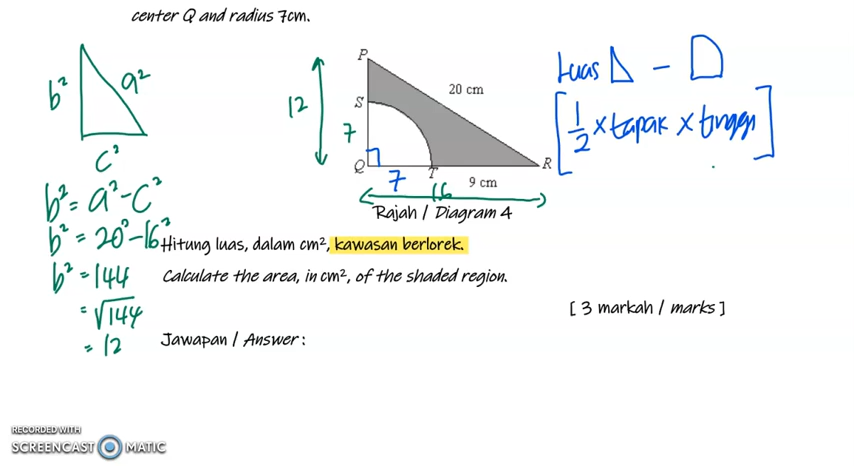 center Q and radius 7cm.
b² a²
c²
b² = a² - c²
b² = 20² - 16²
b² = 144
= √144
= 12
P
S
Q
T
R
20 cm
9 cm
12
7
7
16
Rajah / Diagram 4
Luas -
[ 1/2 × tapak × tinggi ]
Hitung luas, dalam cm², kawasan berlorek.
Calculate the area, in cm², of the shaded region.
[ 3 markah / marks ]
Jawapan / Answer :
RECORDED WITH
SCREENCAST MATIC